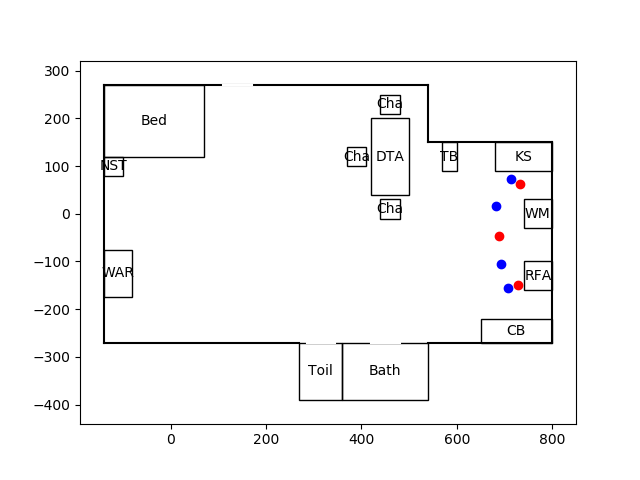 300
200
100
0
−100
−200
−300
−400
0
200
400
600
800
Bed
NST
WAR
Cha
Cha
DTA
Cha
TB
KS
WM
RFA
CB
Toil
Bath